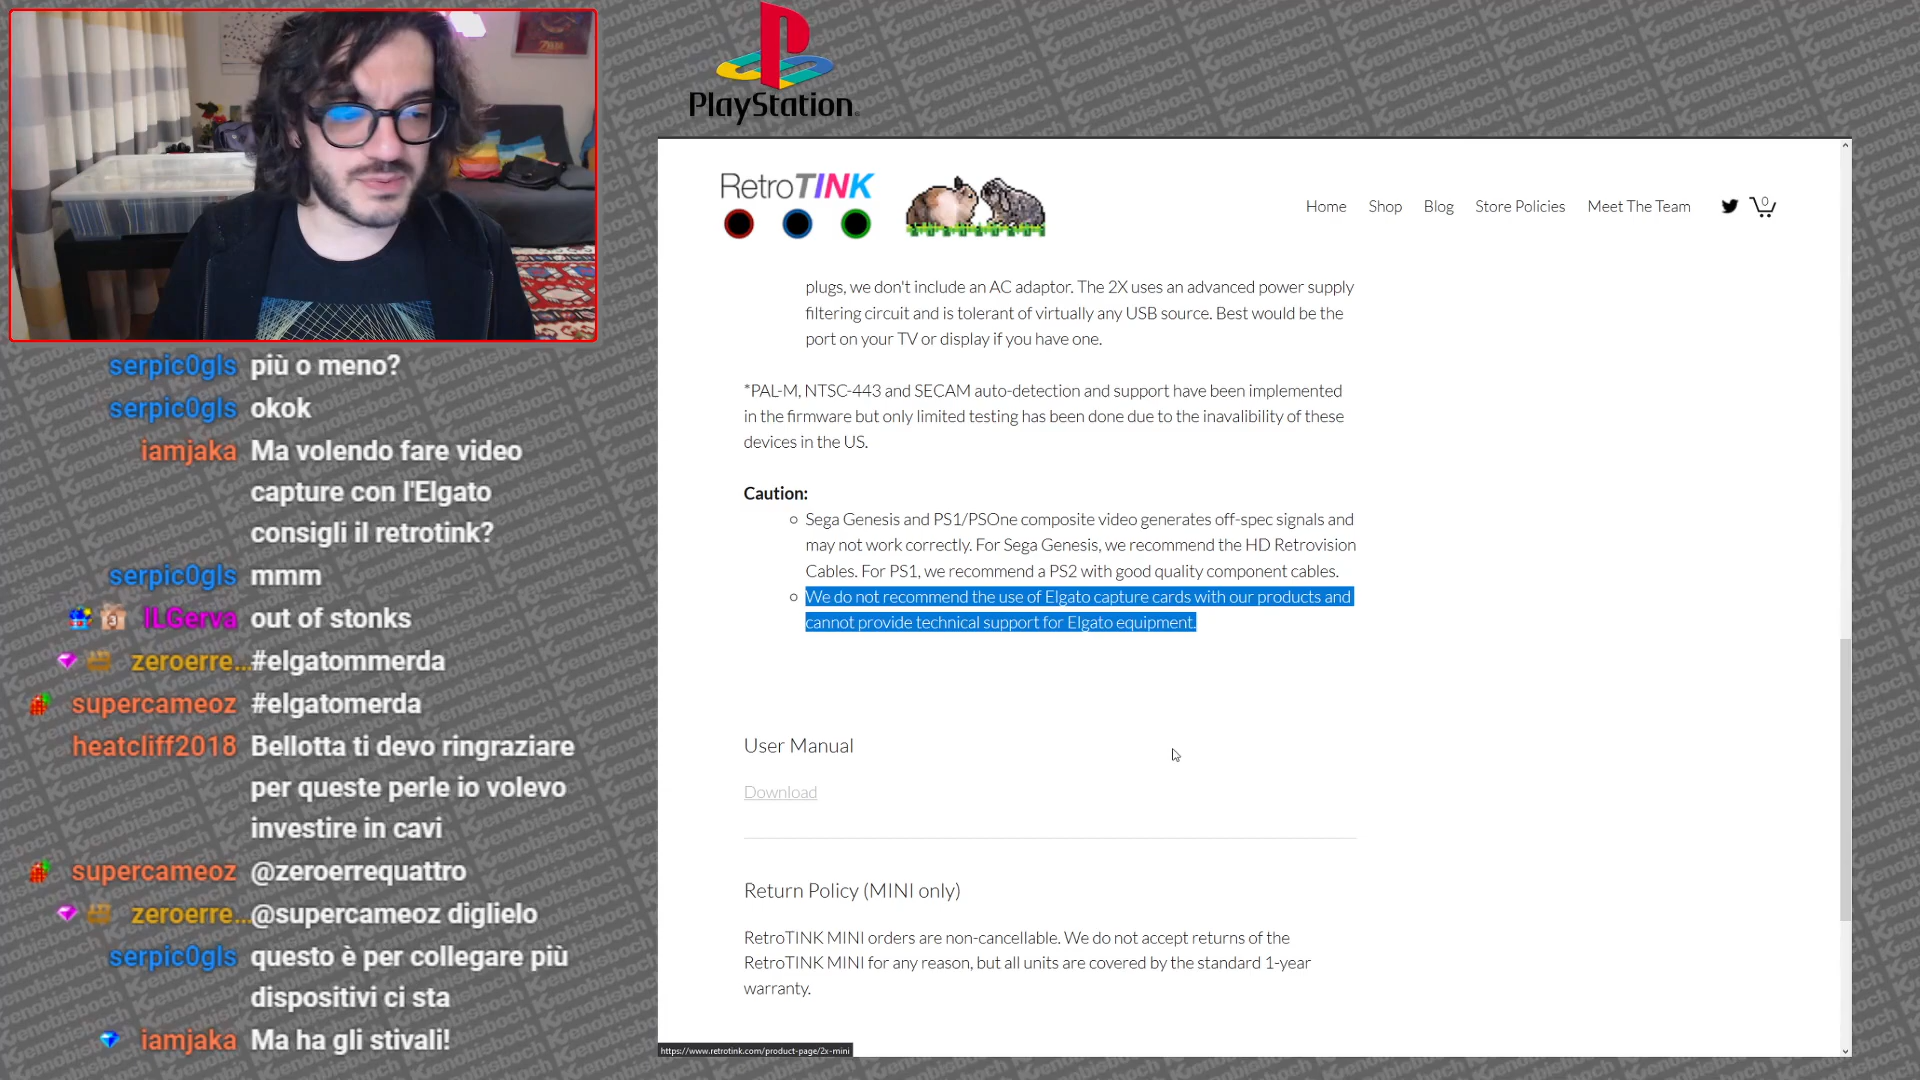 PlayStation
RetroTINK
Home Shop Blog Store Policies Meet The Team 0
plugs, we don't include an AC adaptor. The 2X uses an advanced power supply
filtering circuit and is tolerant of virtually any USB source. Best would be the
port on your TV or display if you have one.
*PAL-M, NTSC-443 and SECAM auto-detection and support have been implemented
in the firmware but only limited testing has been done due to the inavalibility of these
devices in the US.
Caution:
Sega Genesis and PS1/PSOne composite video generates off-spec signals and
may not work correctly. For Sega Genesis, we recommend the HD Retrovision
Cables. For PS1, we recommend a PS2 with good quality component cables.
We do not recommend the use of Elgato capture cards with our products and
cannot provide technical support for Elgato equipment.
User Manual
Download
Return Policy (MINI only)
RetroTINK MINI orders are non-cancellable. We do not accept returns of the
RetroTINK MINI for any reason, but all units are covered by the standard 1-year
warranty.
https://www.retrotink.com/product-page/2x-mini
serpic0gls più o meno?
serpic0gls okok
iamjaka Ma volendo fare video
capture con l'Elgato
consigli il retrotink?
serpic0gls mmm
ILGerva out of stonks
zeroerre...#elgatommerda
supercameoz #elgatomerda
heatcliff2018 Bellotta ti devo ringraziare
per queste perle io volevo
investire in cavi
supercameoz @zeroerrequattro
zeroerre...@supercameoz diglielo
serpic0gls questo è per collegare più
dispositivi ci sta
iamjaka Ma ha gli stivali!
Kenobisboch